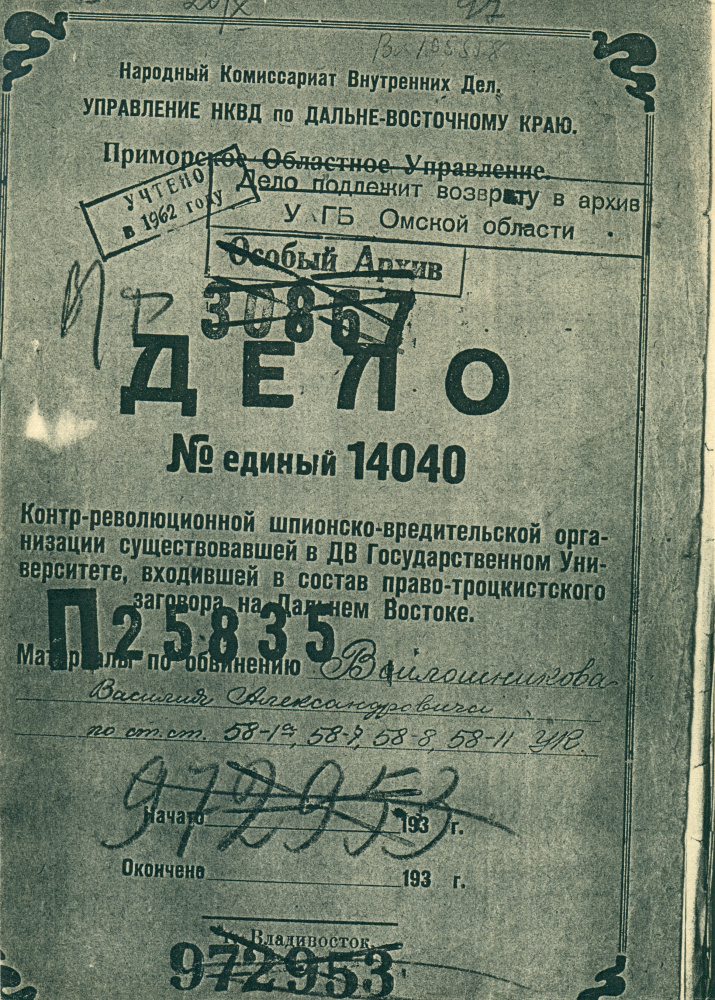 97
Народный Комиссариат Внутренних Дел.
УПРАВЛЕНИЕ НКВД по ДАЛЬНЕ-ВОСТОЧНОМУ КРАЮ.
Приморское Областное Управление.
УЧТЕНО
в 1962 году
Дело подлежит возврату в архив
УКГБ Омской области
Особый Архив
30867
ДЕЛО
№ единый 14040
Контр-революционной шпионско-вредительской орга-
низации существовавшей в ДВ Государственном Уни-
верситете, входившей в состав право-троцкистского
заговора на Дальнем Востоке.
П25835
Материалы по обвинению Войлошникова
Василия Александровича
по ст.ст. 58-1а, 58-7, 58-8, 58-11 УК.
972953
Начато 193 г.
Окончено 193 г.
г. Владивосток.
972953